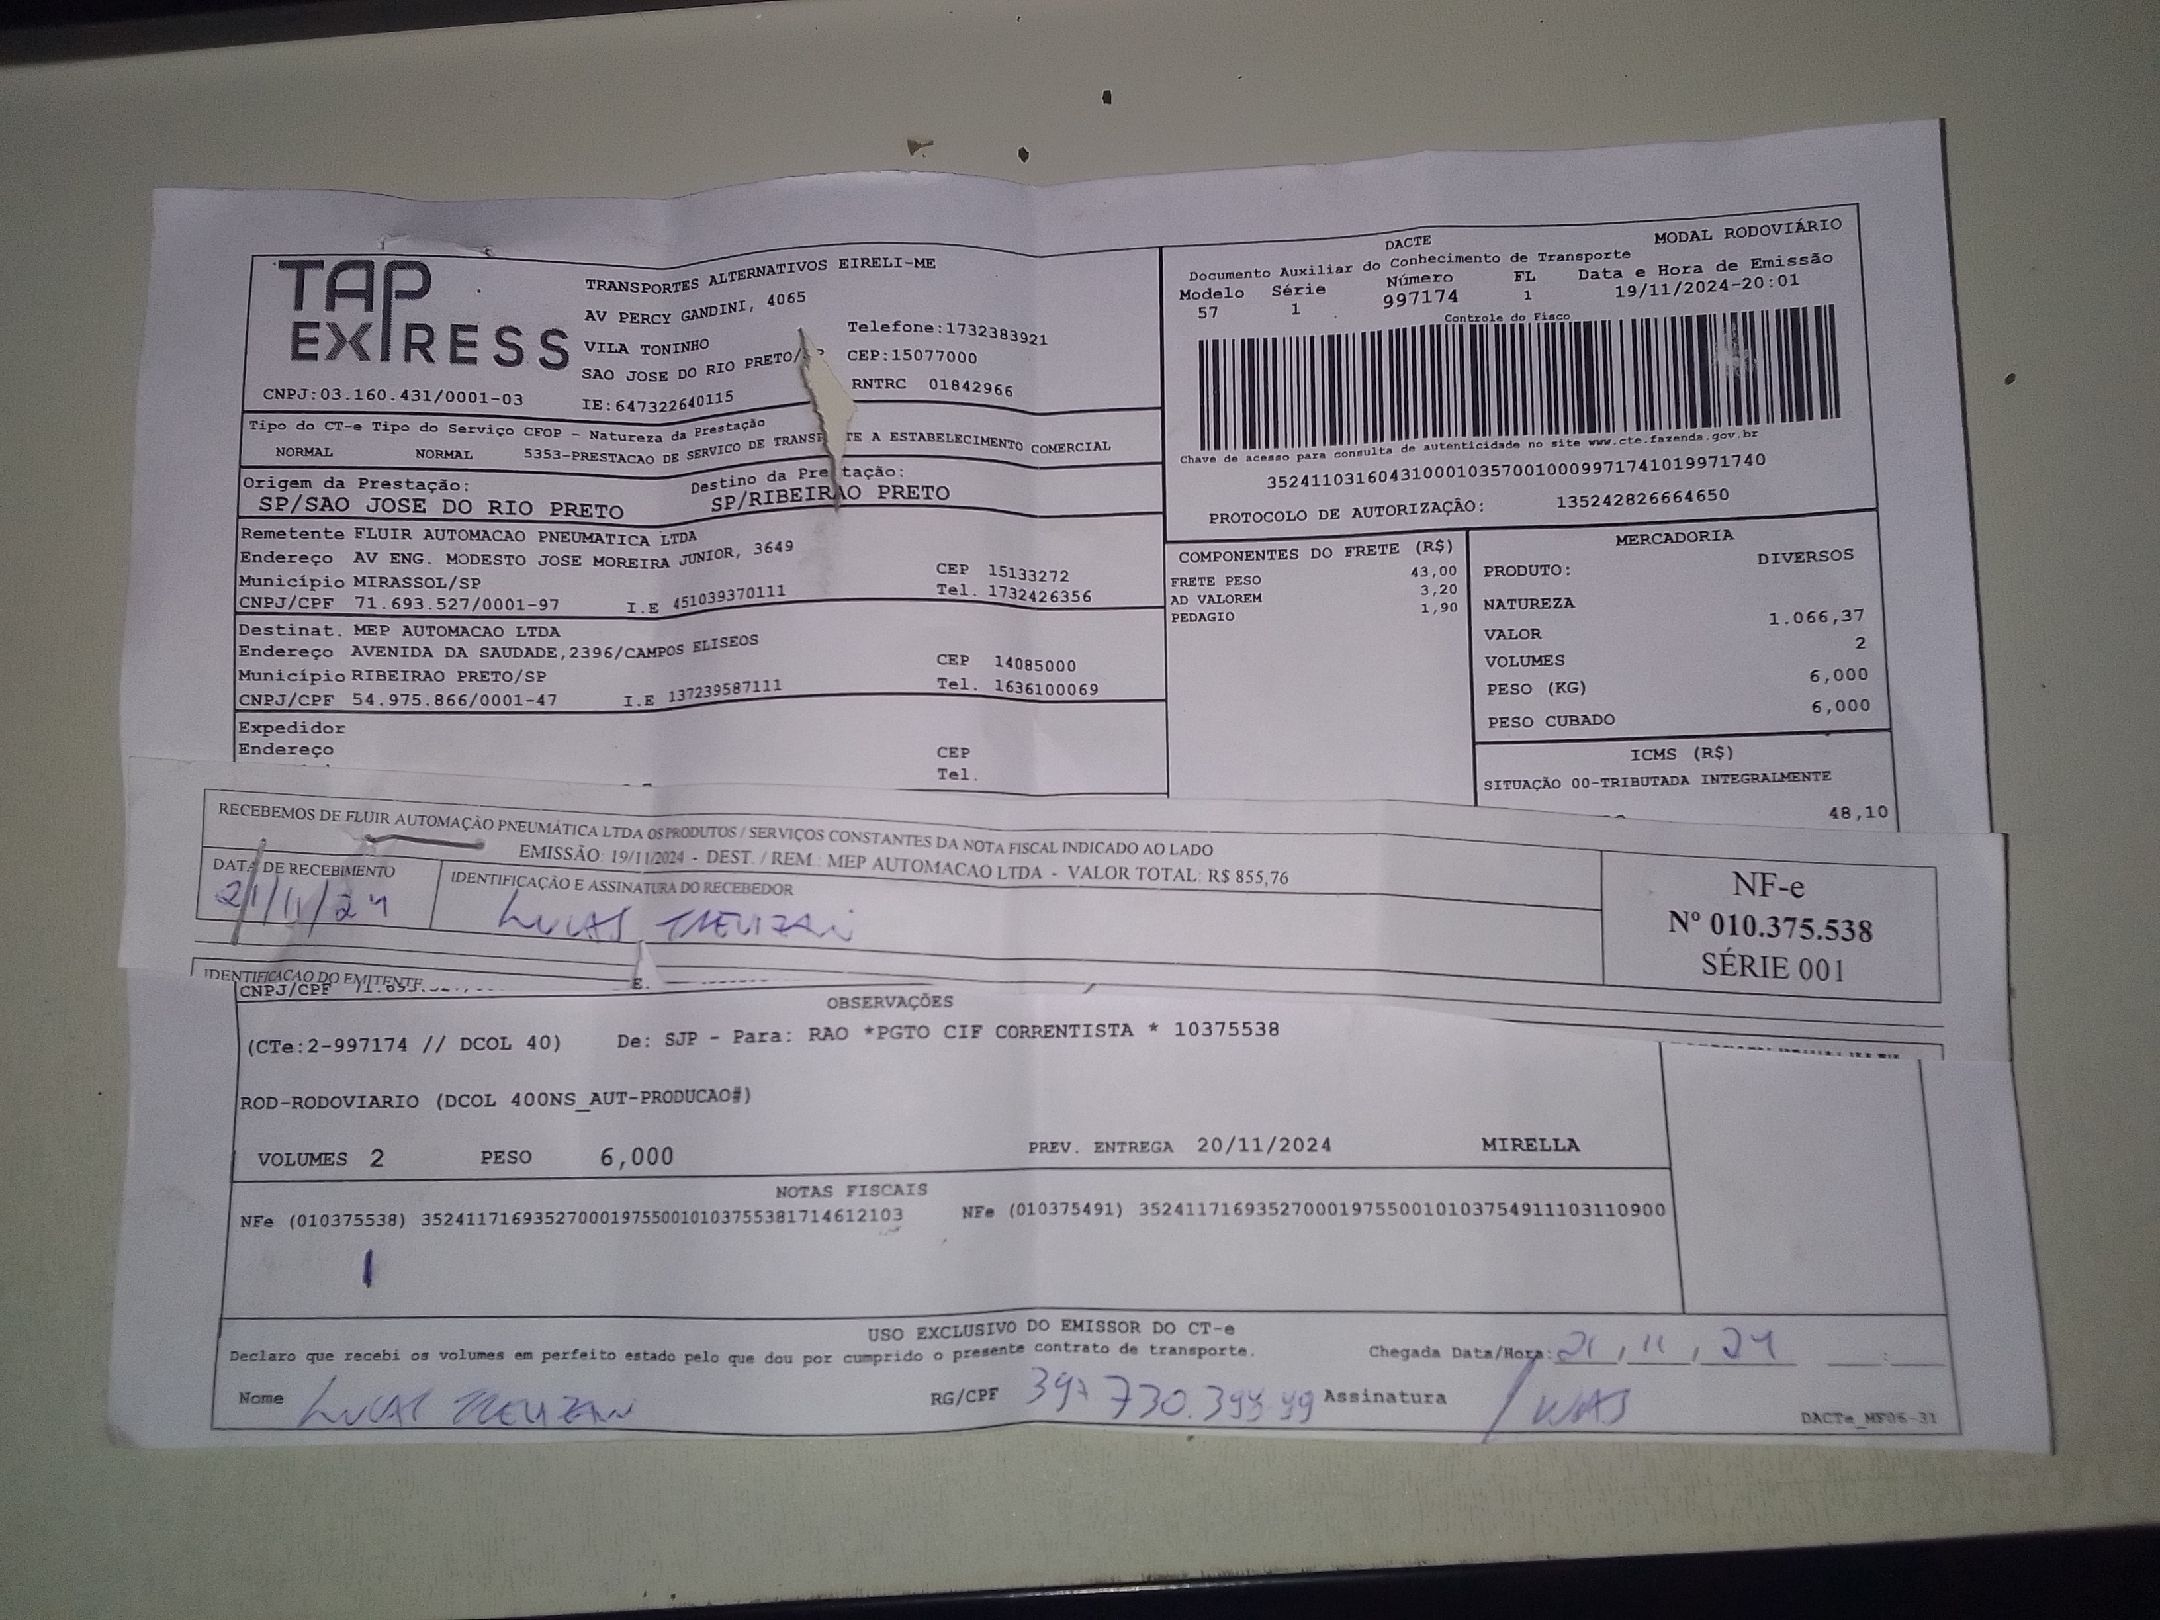 TAP EXPRESS
TRANSPORTES ALTERNATIVOS EIRELI-ME
AV PERCY GANDINI, 4065
VILA TONINHO
SAO JOSE DO RIO PRETO/
Telefone:1732383921
CEP:15077000
RNTRC 01842966
CNPJ:03.160.431/0001-03 IE:647322640115
DACTE MODAL RODOVIÁRIO
Documento Auxiliar do Conhecimento de Transporte
Modelo Série Número FL Data e Hora de Emissão
57 1 997174 1 19/11/2024-20:01
Controle do Fisco
Chave de acesso para consulta de autenticidade no site www.cte.fazenda.gov.br
35241103160431000103570010009971741019971740
PROTOCOLO DE AUTORIZAÇÃO: 135242826664650
Tipo do CT-e Tipo do Serviço CFOP - Natureza da Prestação
NORMAL NORMAL 5353-PRESTACAO DE SERVICO DE TRANSP TE A ESTABELECIMENTO COMERCIAL
Origem da Prestação: Destino da Prestação:
SP/SAO JOSE DO RIO PRETO SP/RIBEIRAO PRETO
Remetente FLUIR AUTOMACAO PNEUMATICA LTDA
Endereço AV ENG. MODESTO JOSE MOREIRA JUNIOR, 3649
Município MIRASSOL/SP CEP 15133272
CNPJ/CPF 71.693.527/0001-97 I.E 451039370111 Tel. 1732426356
Destinat. MEP AUTOMACAO LTDA
Endereço AVENIDA DA SAUDADE,2396/CAMPOS ELISEOS
Município RIBEIRAO PRETO/SP CEP 14085000
CNPJ/CPF 54.975.866/0001-47 I.E 137239587111 Tel. 1636100069
Expedidor
Endereço CEP
Tel.
COMPONENTES DO FRETE (R$)
FRETE PESO 43,00
AD VALOREM 3,20
PEDAGIO 1,90
MERCADORIA
PRODUTO: DIVERSOS
NATUREZA
VALOR 1.066,37
VOLUMES 2
PESO (KG) 6,000
PESO CUBADO 6,000
ICMS (R$)
SITUAÇÃO 00-TRIBUTADA INTEGRALMENTE
48,10
RECEBEMOS DE FLUIR AUTOMAÇÃO PNEUMÁTICA LTDA OS PRODUTOS / SERVIÇOS CONSTANTES DA NOTA FISCAL INDICADO AO LADO
EMISSÃO: 19/11/2024 - DEST. / REM.: MEP AUTOMACAO LTDA - VALOR TOTAL: R$ 855,76
DATA DE RECEBIMENTO IDENTIFICAÇÃO E ASSINATURA DO RECEBEDOR
21/11/24 LUCAS TREVIZAN
NF-e
Nº 010.375.538
SÉRIE 001
IDENTIFICAÇÃO DO EMITENTE
CNPJ/CPF
OBSERVAÇÕES
(CTe:2-997174 // DCOL 40) De: SJP - Para: RAO *PGTO CIF CORRENTISTA * 10375538
ROD-RODOVIARIO (DCOL 400NS_AUT-PRODUCAO#)
VOLUMES 2 PESO 6,000 PREV. ENTREGA 20/11/2024 MIRELLA
NOTAS FISCAIS
NFe (010375538) 35241171693527000197550010103755381714612103 NFe (010375491) 35241171693527000197550010103754911103110900
USO EXCLUSIVO DO EMISSOR DO CT-e
Declaro que recebi os volumes em perfeito estado pelo que dou por cumprido o presente contrato de transporte. Chegada Data/Hora: 21, 11, 24
Nome LUCAS TREVIZAN RG/CPF Assinatura LUCAS
DACTe_MF06-31